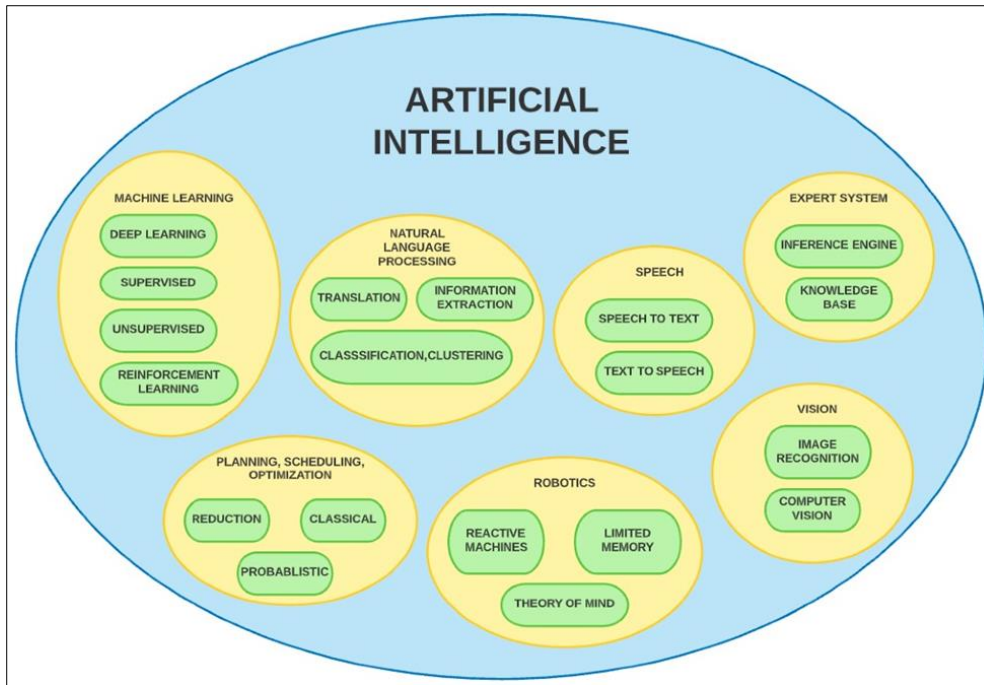 ARTIFICIAL
INTELLIGENCE
MACHINE LEARNING
DEEP LEARNING
SUPERVISED
UNSUPERVISED
REINFORCEMENT
LEARNING
NATURAL
LANGUAGE
PROCESSING
TRANSLATION
INFORMATION
EXTRACTION
CLASSSIFICATION,CLUSTERING
SPEECH
SPEECH TO TEXT
TEXT TO SPEECH
EXPERT SYSTEM
INFERENCE ENGINE
KNOWLEDGE
BASE
PLANNING, SCHEDULING,
OPTIMIZATION
REDUCTION
CLASSICAL
PROBABLISTIC
ROBOTICS
REACTIVE
MACHINES
LIMITED
MEMORY
THEORY OF MIND
VISION
IMAGE
RECOGNITION
COMPUTER
VISION